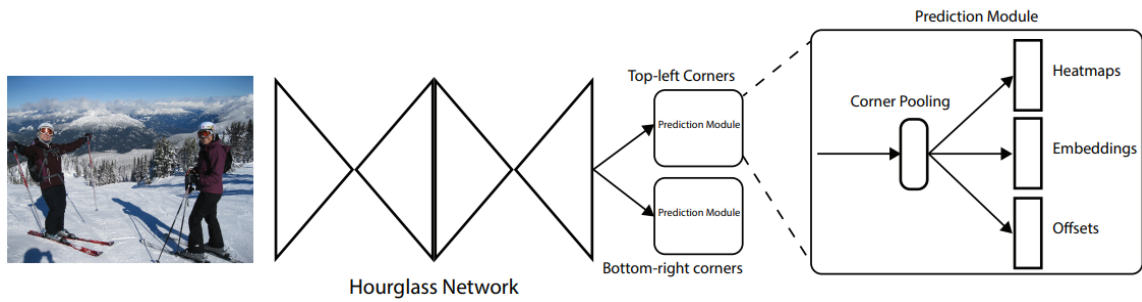 Prediction Module
Top-left Corners
Prediction Module
Corner Pooling
Heatmaps
Embeddings
Offsets
Prediction Module
Bottom-right corners
Hourglass Network